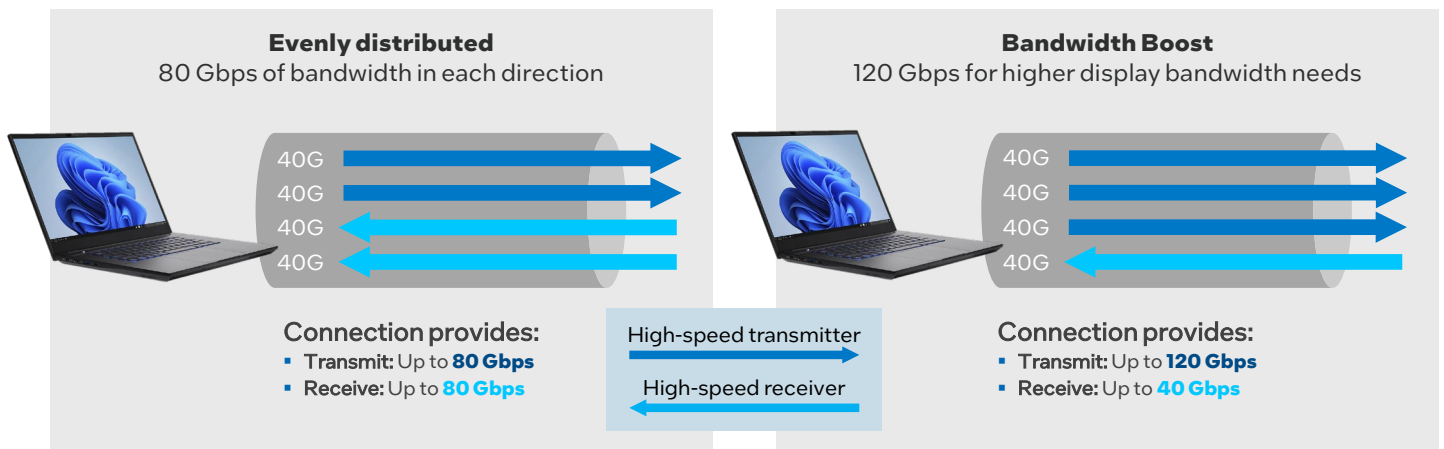 Evenly distributed
80 Gbps of bandwidth in each direction
40G
40G
40G
40G
Connection provides:
▪ Transmit: Up to 80 Gbps
▪ Receive: Up to 80 Gbps
High-speed transmitter
High-speed receiver
Bandwidth Boost
120 Gbps for higher display bandwidth needs
40G
40G
40G
40G
Connection provides:
▪ Transmit: Up to 120 Gbps
▪ Receive: Up to 40 Gbps